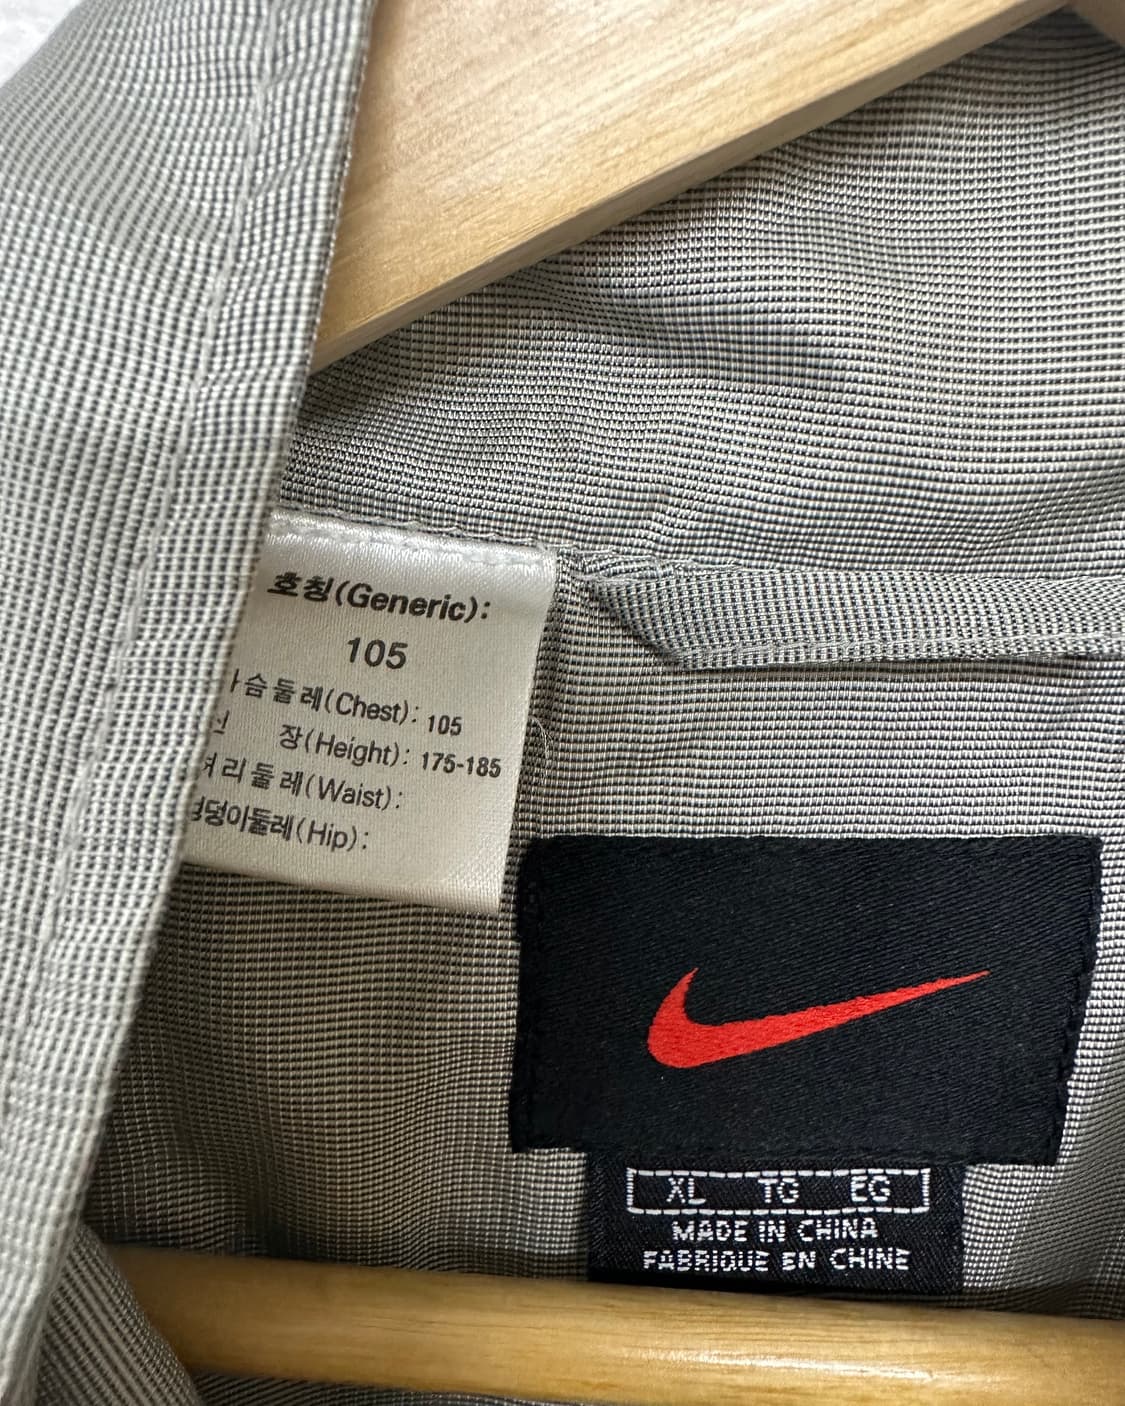 호칭(Generic):
105
슴둘레(Chest): 105
장(Height): 175-185
리둘레(Waist):
덩이둘레(Hip):
XL TG EG
MADE IN CHINA
FABRIQUE EN CHINE